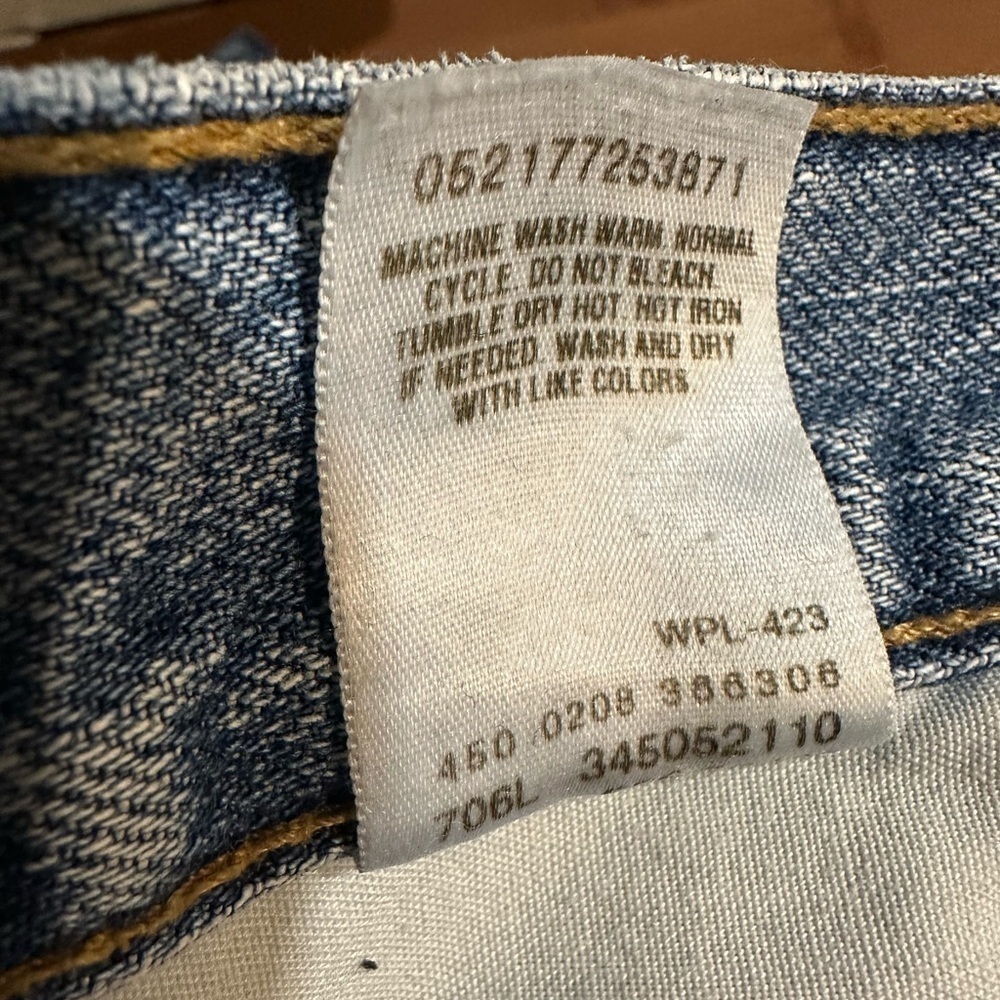 052177253871
MACHINE WASH WARM NORMAL
CYCLE. DO NOT BLEACH.
TUMBLE DRY HOT. HOT IRON
IF NEEDED. WASH AND DRY
WITH LIKE COLORS
WPL-423
450 0208 366306
706L 345052110